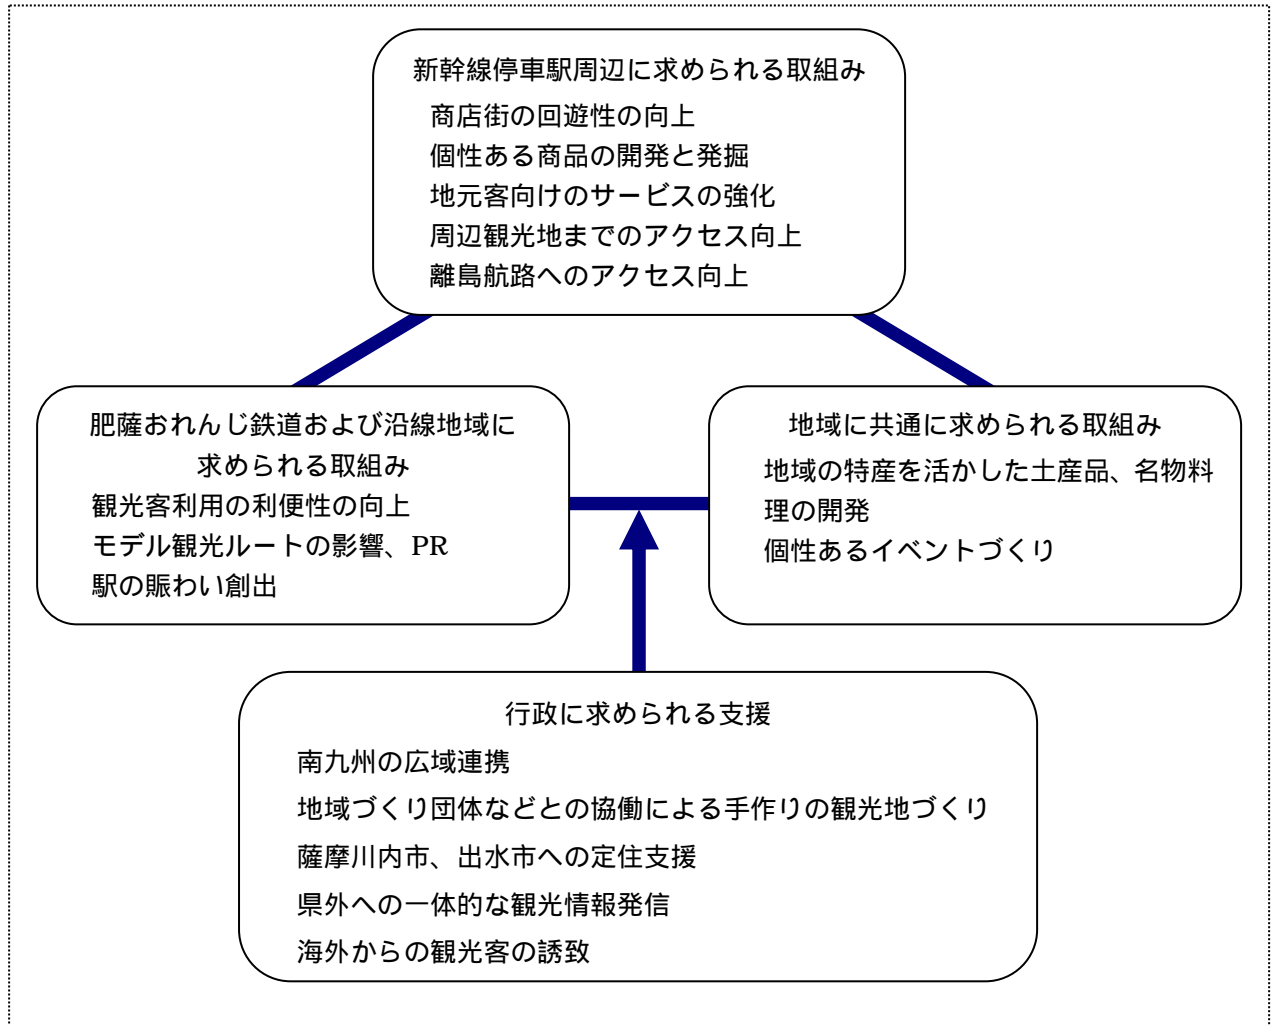 新幹線停車駅周辺に求められる取組み
商店街の回遊性の向上
個性ある商品の開発と発掘
地元客向けのサービスの強化
周辺観光地までのアクセス向上
離島航路へのアクセス向上
肥薩おれんじ鉄道および沿線地域に
求められる取組み
観光客利用の利便性の向上
モデル観光ルートの影響、PR
駅の賑わい創出
地域に共通に求められる取組み
地域の特産を活かした土産品、名物料
理の開発
個性あるイベントづくり
行政に求められる支援
南九州の広域連携
地域づくり団体などとの協働による手作りの観光地づくり
薩摩川内市、出水市への定住支援
県外への一体的な観光情報発信
海外からの観光客の誘致